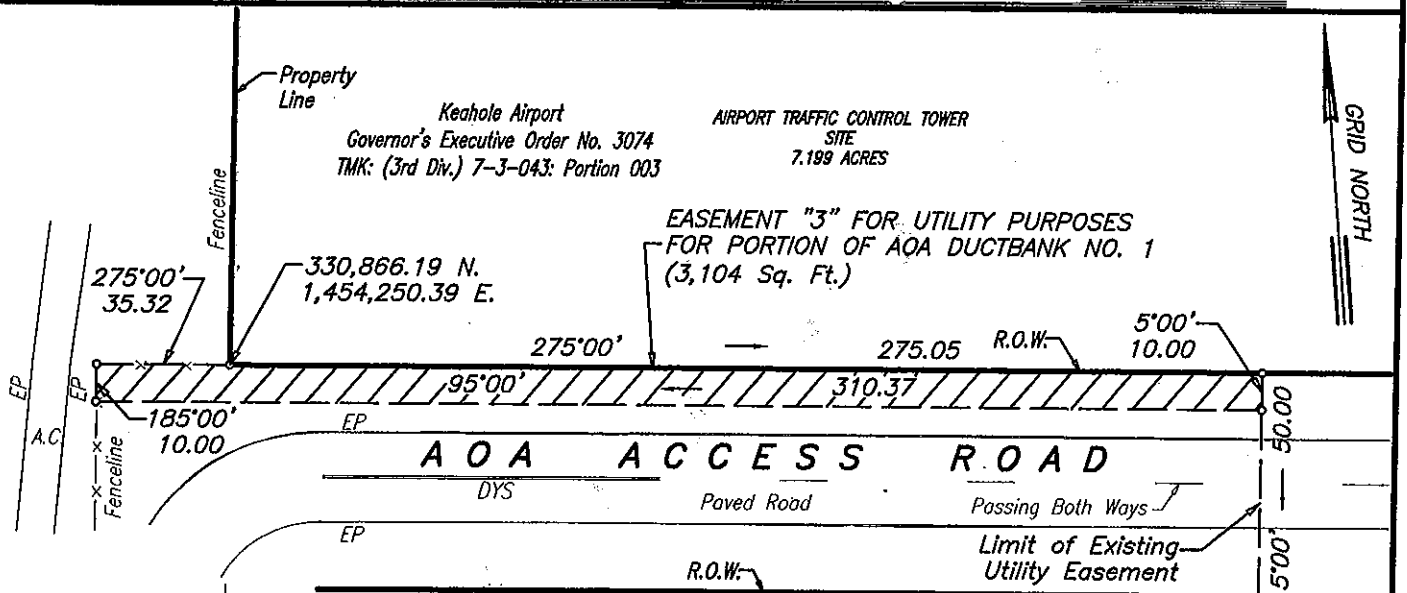 Property
Line
Keahole Airport
Governor's Executive Order No. 3074
TMK: (3rd Div.) 7-3-043: Portion 003
AIRPORT TRAFFIC CONTROL TOWER
SITE
7.199 ACRES
GRID NORTH
Fenceline
EASEMENT "3" FOR UTILITY PURPOSES
FOR PORTION OF AOA DUCTBANK NO. 1
(3,104 Sq. Ft.)
330,866.19 N.
1,454,250.39 E.
275°00'
35.32
275°00'
275.05
R.O.W.
5°00'
10.00
95°00'
310.37
EP
EP
A.C
185°00'
10.00
Fenceline
EP
AOA ACCESS ROAD
DYS
Paved Road
Passing Both Ways
50.00
5°00'
EP
Limit of Existing
Utility Easement
R.O.W.